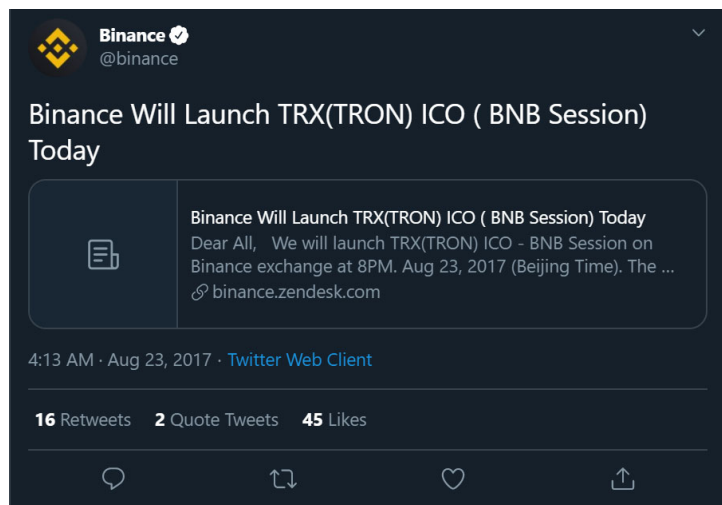 Binance
@binance
Binance Will Launch TRX(TRON) ICO ( BNB Session)
Today
Binance Will Launch TRX(TRON) ICO ( BNB Session) Today
Dear All,   We will launch TRX(TRON) ICO - BNB Session on
Binance exchange at 8PM. Aug 23, 2017 (Beijing Time). The ...
binance.zendesk.com
4:13 AM · Aug 23, 2017 · Twitter Web Client
16 Retweets 2 Quote Tweets 45 Likes